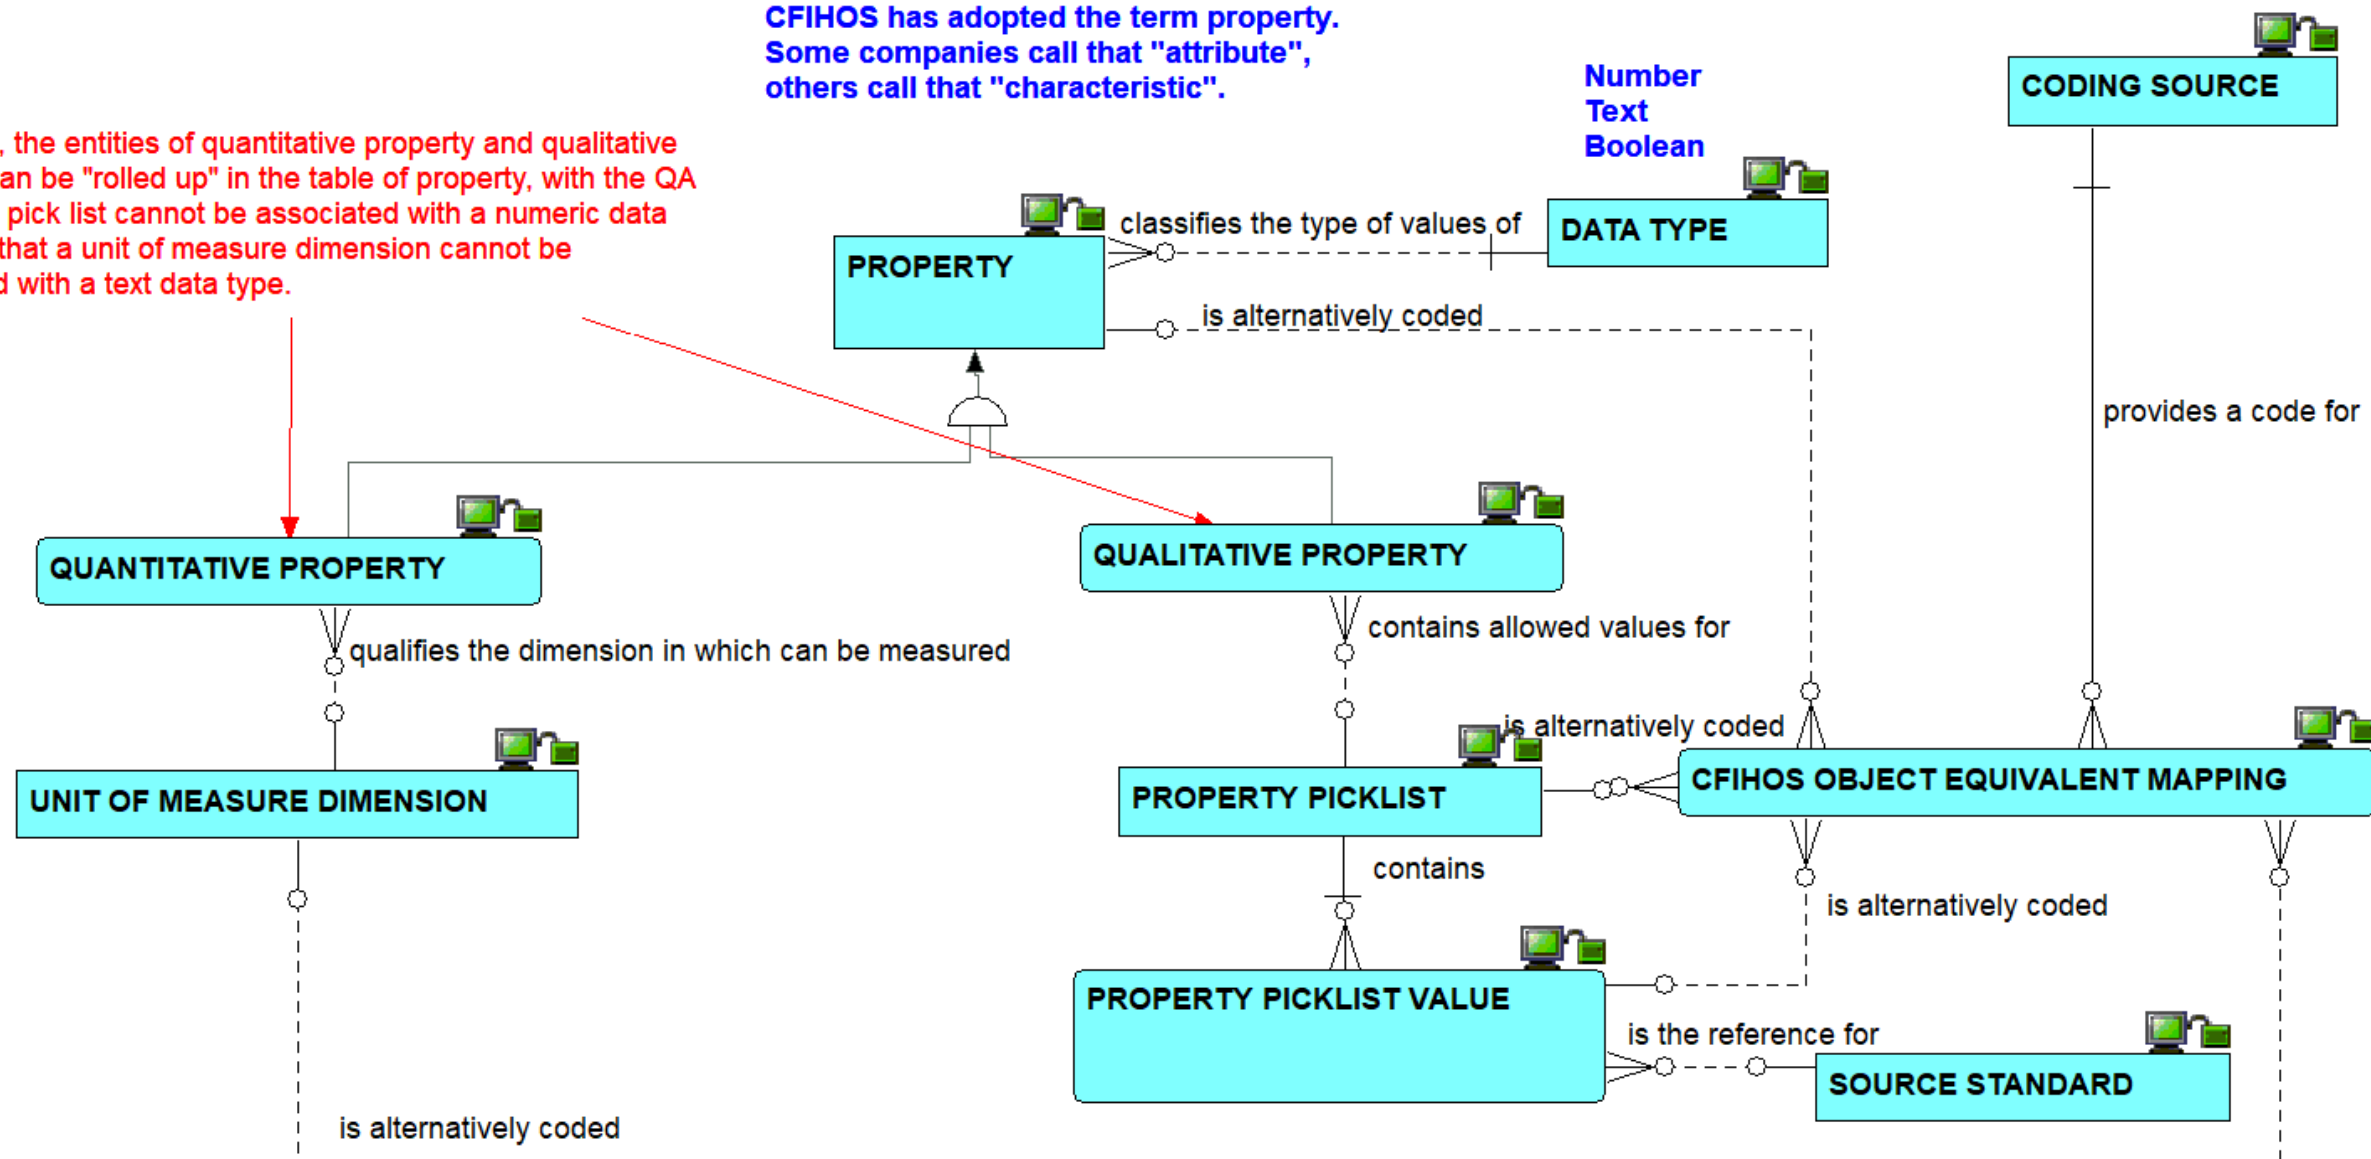 CFIHOS has adopted the term property.
Some companies call that "attribute",
others call that "characteristic".
Number
Text
Boolean
CODING SOURCE
, the entities of quantitative property and qualitative
an be "rolled up" in the table of property, with the QA
pick list cannot be associated with a numeric data
that a unit of measure dimension cannot be
d with a text data type.
classifies the type of values of
DATA TYPE
PROPERTY
is alternatively coded
provides a code for
QUANTITATIVE PROPERTY
QUALITATIVE PROPERTY
contains allowed values for
qualifies the dimension in which can be measured
is alternatively coded
UNIT OF MEASURE DIMENSION
PROPERTY PICKLIST
CFIHOS OBJECT EQUIVALENT MAPPING
contains
is alternatively coded
PROPERTY PICKLIST VALUE
is the reference for
SOURCE STANDARD
is alternatively coded